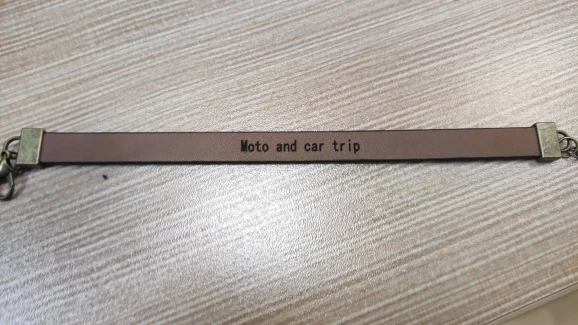 Moto and car trip